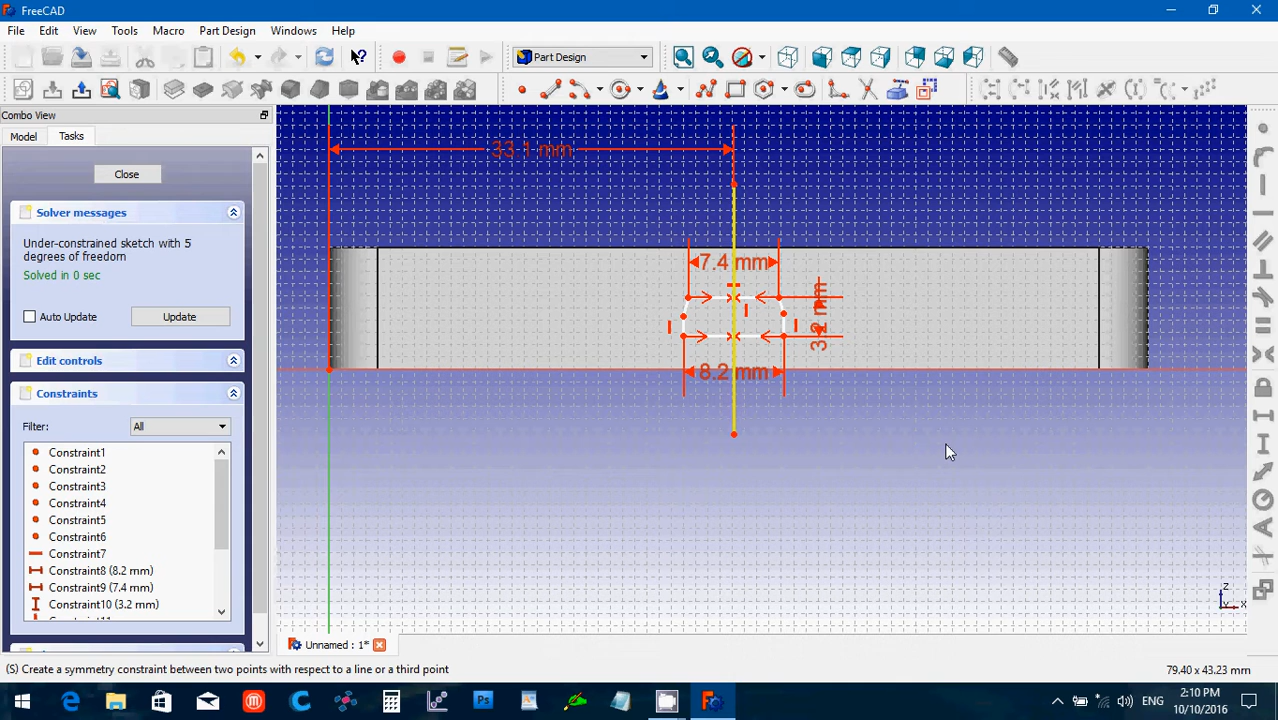 FreeCAD
File Edit View Tools Macro Part Design Windows Help
Part Design
Combo View
Model Tasks
Close
Solver messages
Under-constrained sketch with 5
degrees of freedom
Solved in 0 sec
Auto Update Update
Edit controls
Constraints
Filter: All
Constraint1
Constraint2
Constraint3
Constraint4
Constraint5
Constraint6
Constraint7
Constraint8 (8.2 mm)
Constraint9 (7.4 mm)
Constraint10 (3.2 mm)
33.1 mm
7.4 mm
3.2 mm
8.2 mm
Z
X
Unnamed : 1*
(S) Create a symmetry constraint between two points with respect to a line or a third point
79.40 x 43.23 mm
ENG
2:10 PM
10/10/2016